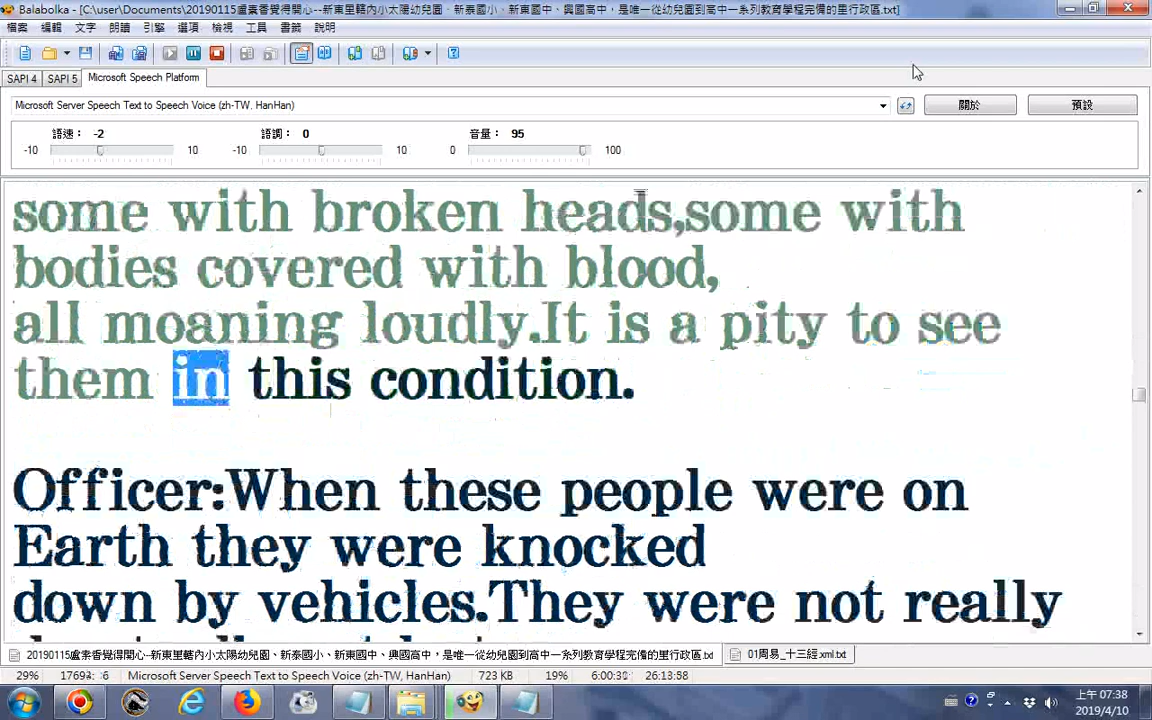 Balabolka - [C:\user\Documents\20190115盧素香覺得開心--新東里轄內小太陽幼兒園、新泰國小、新東國中、興國高中，是唯一從幼兒園到高中一系列教育學程完備的里行政區.txt]
檔案 編輯 文字 朗讀 引擎 選項 檢視 工具 書籤 說明
SAPI 4 SAPI 5 Microsoft Speech Platform
Microsoft Server Speech Text to Speech Voice (zh-TW, HanHan) 關於 預設
語速： -2 語調： 0 音量： 95
-10 10 -10 10 0 100
some with broken heads,some with
bodies covered with blood,
all moaning loudly.It is a pity to see
them in this condition.
Officer:When these people were on
Earth they were knocked
down by vehicles.They were not really
20190115盧素香覺得開心--新東里轄內小太陽幼兒園、新泰國小、新東國中、興國高中，是唯一從幼兒園到高中一系列教育學程完備的里行政區.txt 01周易_十三經.xml.txt
29% Microsoft Server Speech Text to Speech Voice (zh-TW, HanHan) 723 KB 19% 26:13:58
上午 07:38
2019/4/10